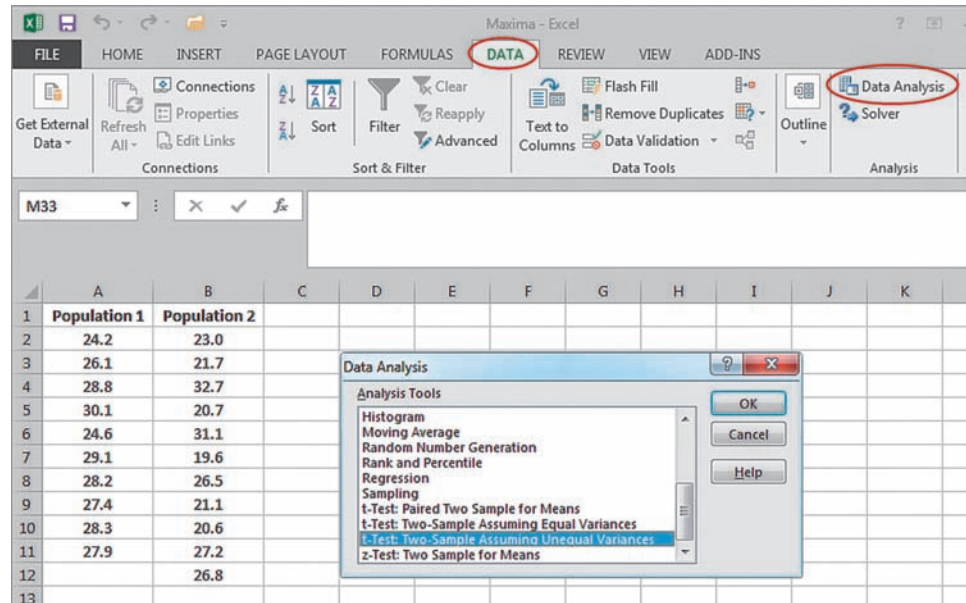 Maxima - Excel
FILE HOME INSERT PAGE LAYOUT FORMULAS DATA REVIEW VIEW ADD-INS
Get External Data
Refresh All
Connections
Properties
Edit Links
Connections
Sort
Filter
Clear
Reapply
Advanced
Sort & Filter
Text to Columns
Flash Fill
Remove Duplicates
Data Validation
Data Tools
Outline
Data Analysis
Solver
Analysis
M33 fx
A B C D E F G H I J K
1 Population 1 Population 2
2 24.2 23.0
3 26.1 21.7
4 28.8 32.7
5 30.1 20.7
6 24.6 31.1
7 29.1 19.6
8 28.2 26.5
9 27.4 21.1
10 28.3 20.6
11 27.9 27.2
12 26.8
13
Data Analysis
Analysis Tools
Histogram
Moving Average
Random Number Generation
Rank and Percentile
Regression
Sampling
t-Test: Paired Two Sample for Means
t-Test: Two-Sample Assuming Equal Variances
t-Test: Two-Sample Assuming Unequal Variances
z-Test: Two Sample for Means
OK
Cancel
Help